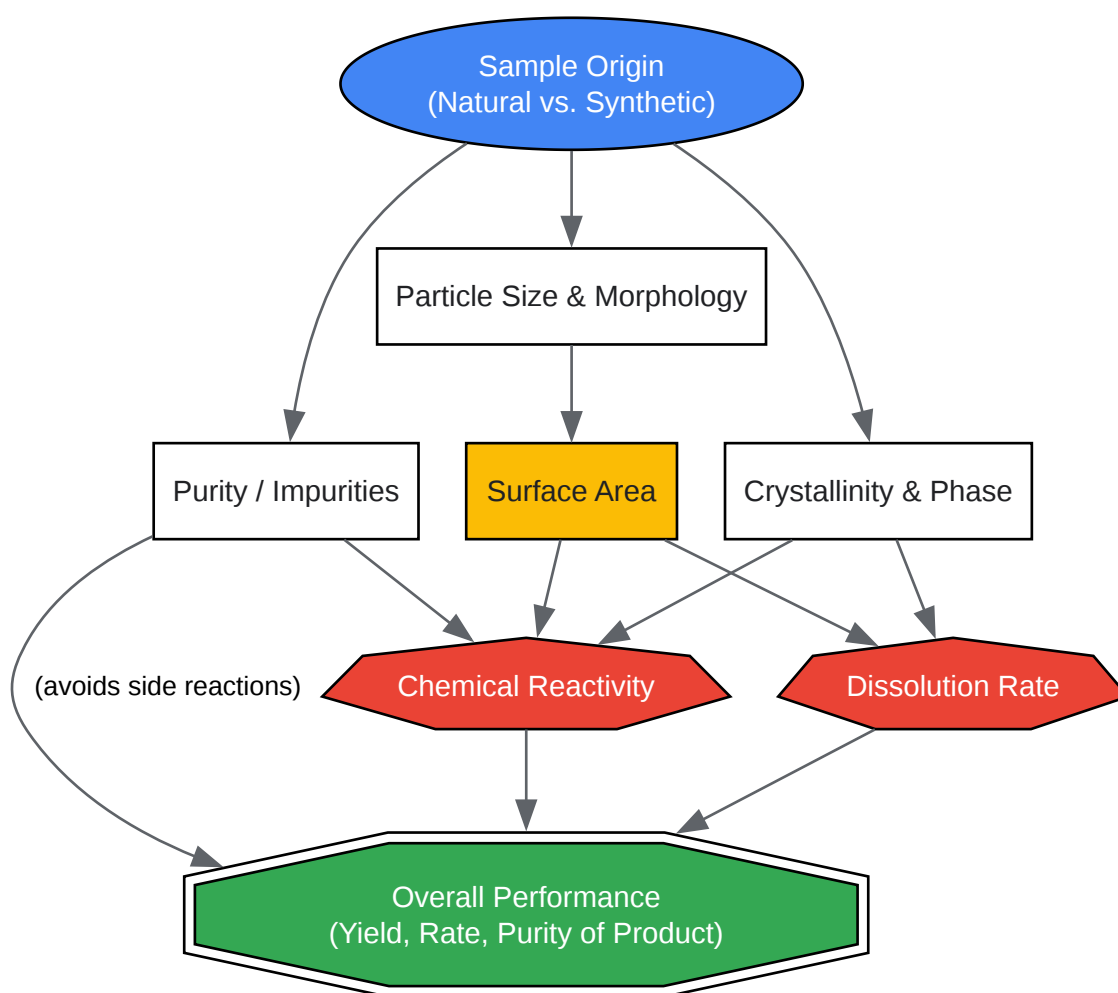 Sample Origin
(Natural vs. Synthetic)
Particle Size & Morphology
Purity / Impurities
Surface Area
Crystallinity & Phase
(avoids side reactions)
Chemical Reactivity
Dissolution Rate
Overall Performance
(Yield, Rate, Purity of Product)